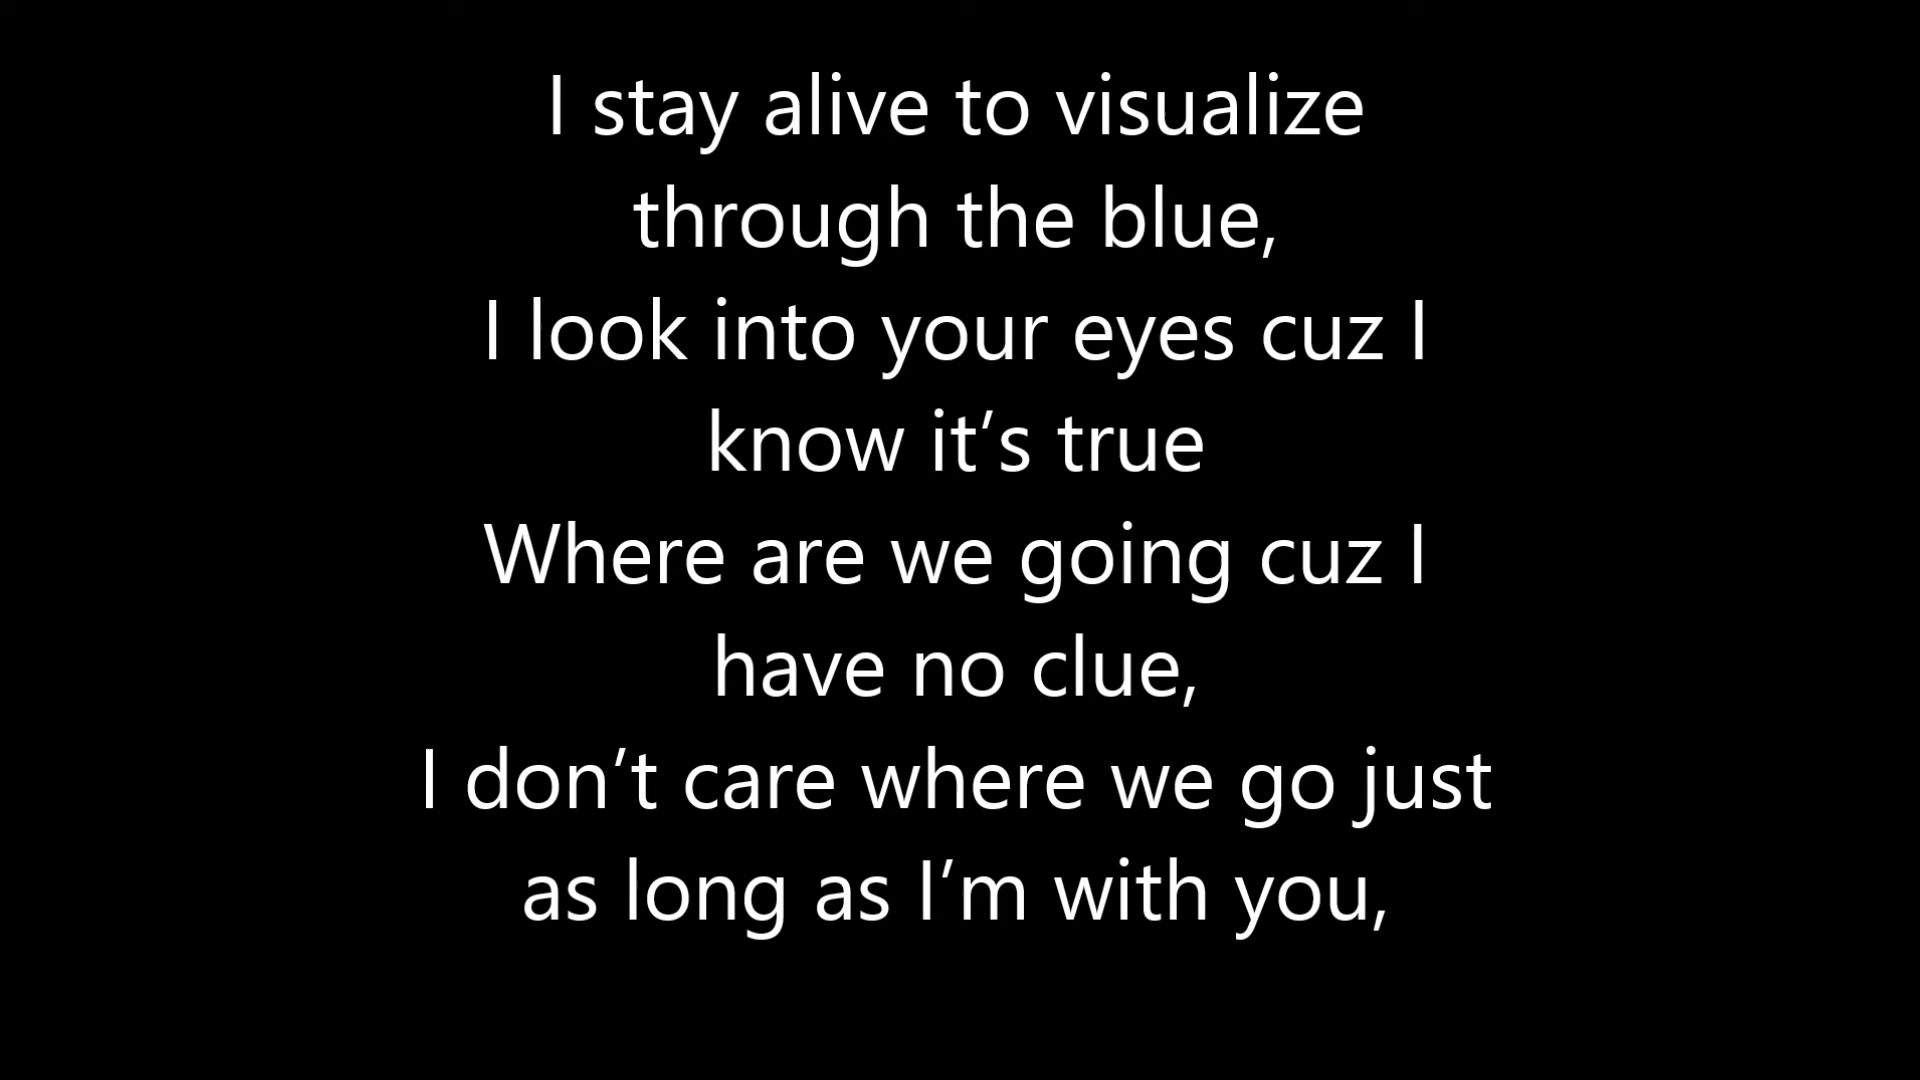 I stay alive to visualize
through the blue,
I look into your eyes cuz I
know it’s true
Where are we going cuz I
have no clue,
I don’t care where we go just
as long as I’m with you,